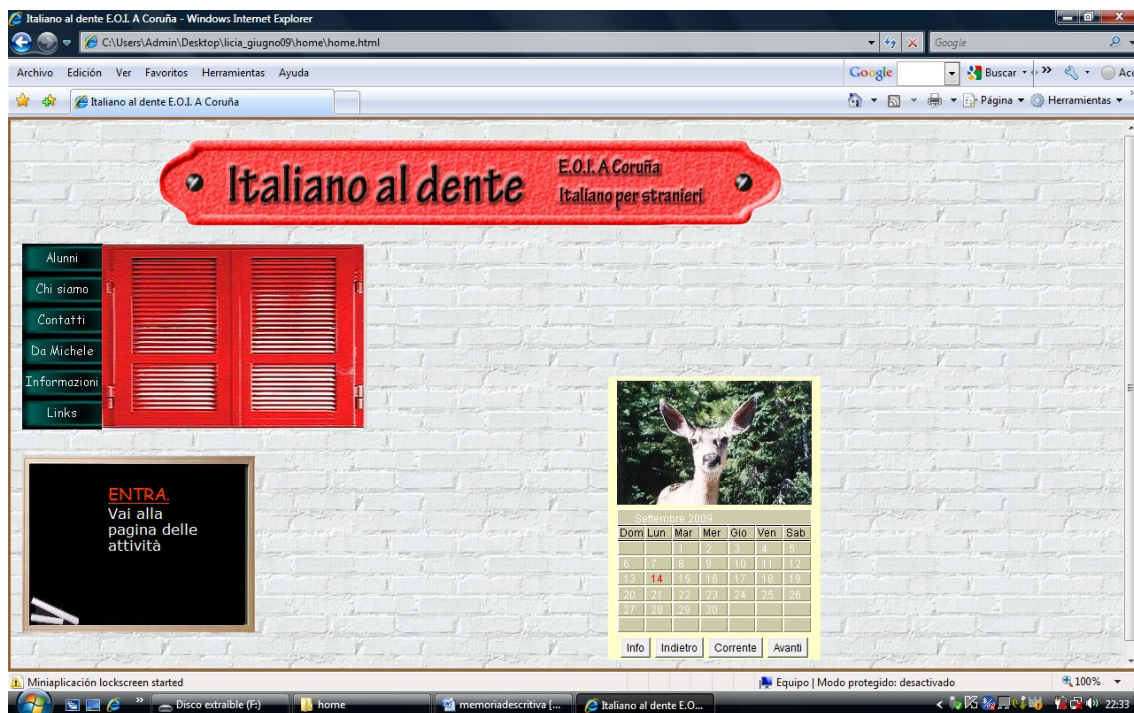 Italiano al dente E.O.I. A Coruña - Windows Internet Explorer
C:\Users\Admin\Desktop\licia_giugno09\home\home.html
Google
Archivo Edición Ver Favoritos Herramientas Ayuda
Google Buscar
Italiano al dente E.O.I. A Coruña
Página Herramientas
Italiano al dente
E.O.I. A Coruña
Italiano per stranieri
Alunni
Chi siamo
Contatti
Da Michele
Informazioni
Links
ENTRA.
Vai alla
pagina delle
attività
Settembre 2009
Dom Lun Mar Mer Gio Ven Sab
1 2 3 4 5
6 7 8 9 10 11 12
13 14 15 16 17 18 19
20 21 22 23 24 25 26
27 28 29 30
Info Indietro Corrente Avanti
Miniaplicación lockscreen started
Equipo | Modo protegido: desactivado
100%
Disco extraíble (F:)
home
memoriadescritiva [...
Italiano al dente E.O...
22:33